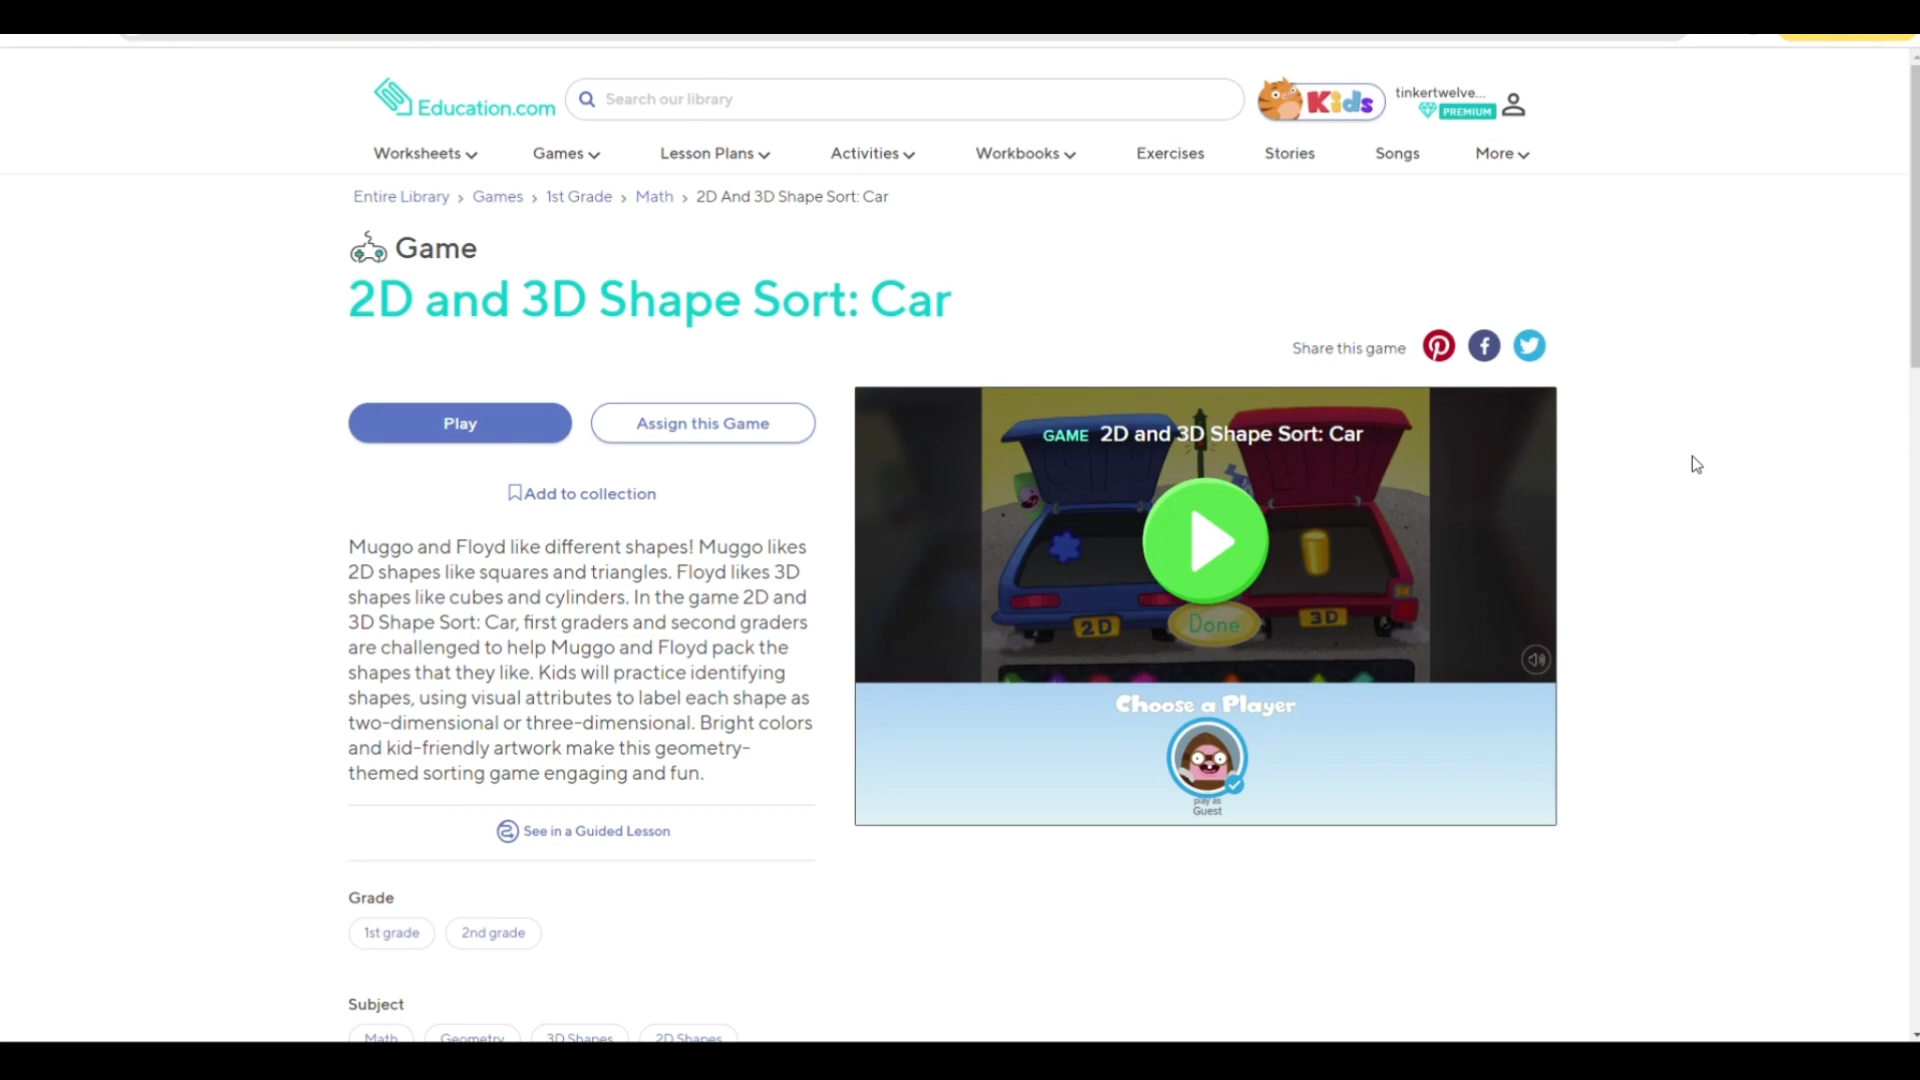 Education.com
Search our library
Kids
tinkertwelve...
PREMIUM
Worksheets
Games
Lesson Plans
Activities
Workbooks
Exercises
Stories
Songs
More
Entire Library > Games > 1st Grade > Math > 2D And 3D Shape Sort: Car
Game
2D and 3D Shape Sort: Car
Share this game
Play
Assign this Game
Add to collection
Muggo and Floyd like different shapes! Muggo likes
2D shapes like squares and triangles. Floyd likes 3D
shapes like cubes and cylinders. In the game 2D and
3D Shape Sort: Car, first graders and second graders
are challenged to help Muggo and Floyd pack the
shapes that they like. Kids will practice identifying
shapes, using visual attributes to label each shape as
two-dimensional or three-dimensional. Bright colors
and kid-friendly artwork make this geometry-
themed sorting game engaging and fun.
See in a Guided Lesson
Grade
1st grade
2nd grade
Subject
Math
Geometry
3D Shapes
2D Shapes
GAME 2D and 3D Shape Sort: Car
2D
Done
3D
Choose a Player
play as
Guest